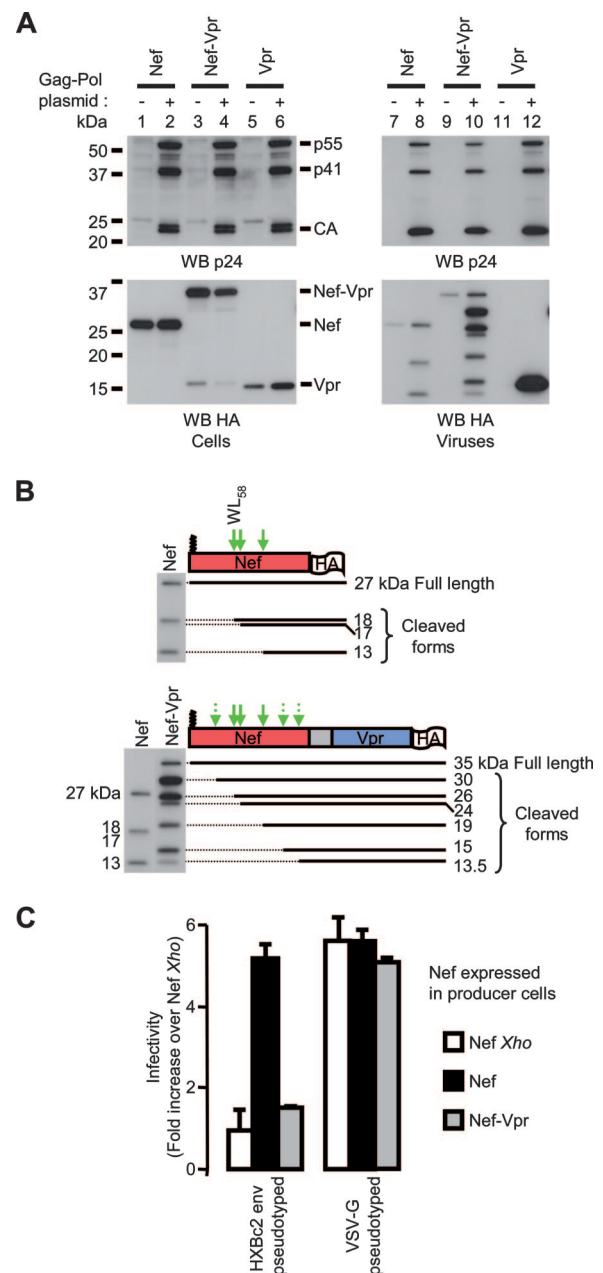 A
Nef
Nef-Vpr
Vpr
Nef
Nef-Vpr
Vpr
Gag-Pol
plasmid : - + - + - + - + - + - +
kDa 1 2 3 4 5 6 7 8 9 10 11 12
50
37
25
20
p55
p41
CA
WB p24
WB p24
37
25
20
15
Nef-Vpr
Nef
Vpr
WB HA
Cells
WB HA
Viruses
B
WL58
Nef
Nef HA
27 kDa Full length
18
17
13
Cleaved
forms
Nef
Nef-Vpr
Nef Vpr HA
27 kDa
18
17
13
35 kDa Full length
30
26
24
19
15
13.5
Cleaved
forms
C
Infectivity
(Fold increase over Nef Xho)
6
4
2
0
HXBc2 env
pseudotyped
VSV-G
pseudotyped
Nef expressed
in producer cells
Nef Xho
Nef
Nef-Vpr